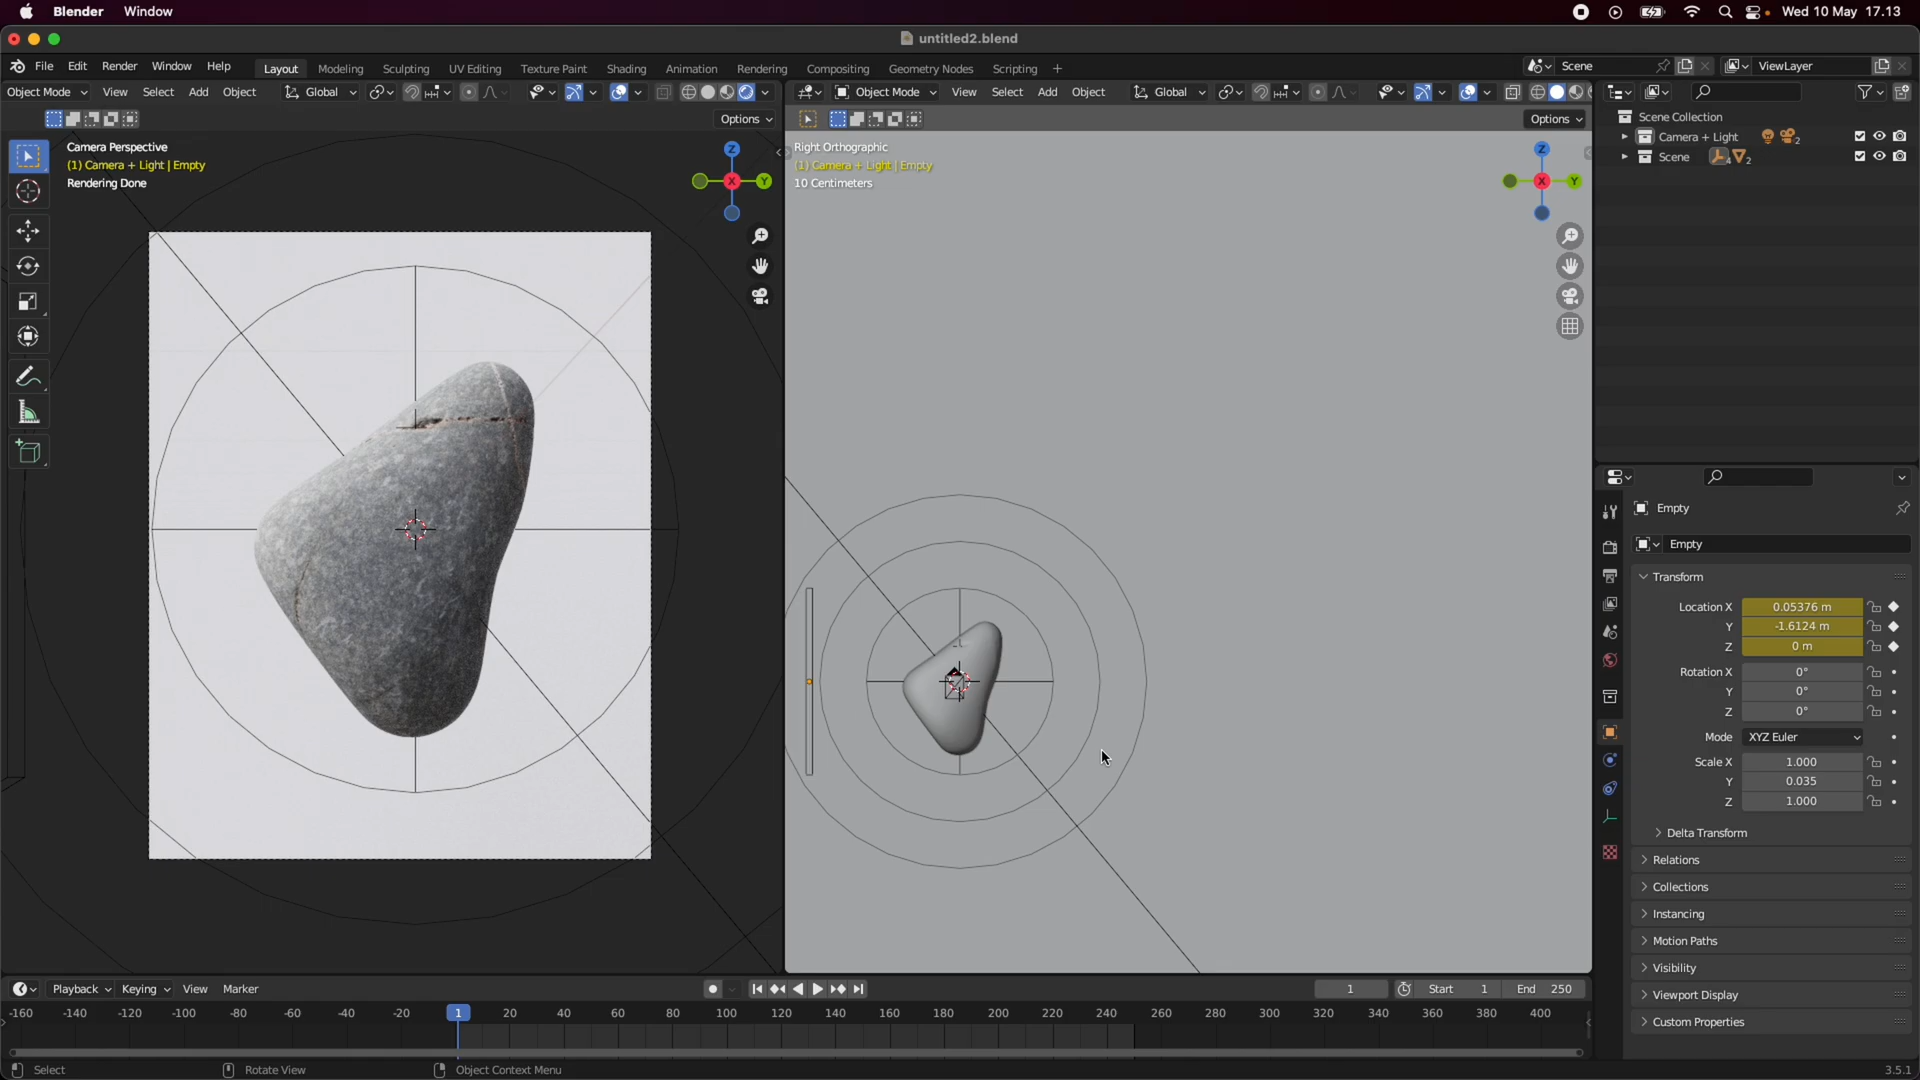 Blender Window Wed 10 May 17.13
untitled2.blend
File Edit Render Window Help Layout Modeling Sculpting UV Editing Texture Paint Shading Animation Rendering Compositing Geometry Nodes Scripting + Scene ViewLayer
Object Mode View Select Add Object Global Object Mode View Select Add Object Global
Options Options
Scene Collection
Camera + Light 2
Scene 4 2
Camera Perspective
(1) Camera + Light | Empty
Rendering Done
Z
X Y
Right Orthographic
(1) Camera + Light | Empty
10 Centimeters
Z
X Y
Empty
Empty
Transform
Location X 0.05376 m
Y -1.6124 m
Z 0 m
Rotation X 0°
Y 0°
Z 0°
Mode XYZ Euler
Scale X 1.000
Y 0.035
Z 1.000
Delta Transform
Relations
Collections
Instancing
Motion Paths
Visibility
Viewport Display
Custom Properties
Playback Keying View Marker 1 Start 1 End 250
-160 -140 -120 -100 -80 -60 -40 -20 1 20 40 60 80 100 120 140 160 180 200 220 240 260 280 300 320 340 360 380 400
Select Rotate View Object Context Menu 3.5.1